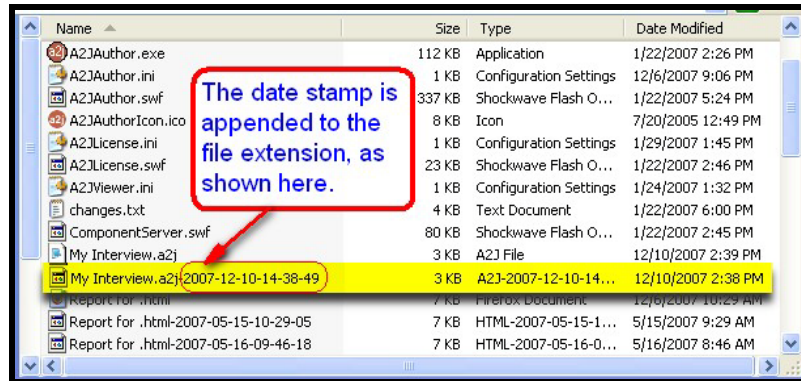 Name Size Type Date Modified
A2JAuthor.exe 112 KB Application 1/22/2007 2:26 PM
A2JAuthor.ini 1 KB Configuration Settings 12/6/2007 9:06 PM
A2JAuthor.swf 337 KB Shockwave Flash O... 1/22/2007 5:24 PM
A2JAuthorIcon.ico 8 KB Icon 7/20/2005 12:49 PM
A2JLicense.ini 1 KB Configuration Settings 1/29/2007 1:45 PM
A2JLicense.swf 23 KB Shockwave Flash O... 1/22/2007 2:46 PM
A2JViewer.ini 1 KB Configuration Settings 1/24/2007 1:32 PM
changes.txt 4 KB Text Document 1/22/2007 6:00 PM
ComponentServer.swf 80 KB Shockwave Flash O... 1/22/2007 2:45 PM
My Interview.a2j 3 KB A2J File 12/10/2007 2:39 PM
My Interview.a2j-2007-12-10-14-38-49 3 KB A2J-2007-12-10-14... 12/10/2007 2:38 PM
Report for .html 7 KB Firefox Document 12/6/2007 10:29 AM
Report for .html-2007-05-15-10-29-05 7 KB HTML-2007-05-15-1... 5/15/2007 9:29 AM
Report for .html-2007-05-16-09-46-18 7 KB HTML-2007-05-16-0... 5/16/2007 8:46 AM
The date stamp is
appended to the
file extension, as
shown here.